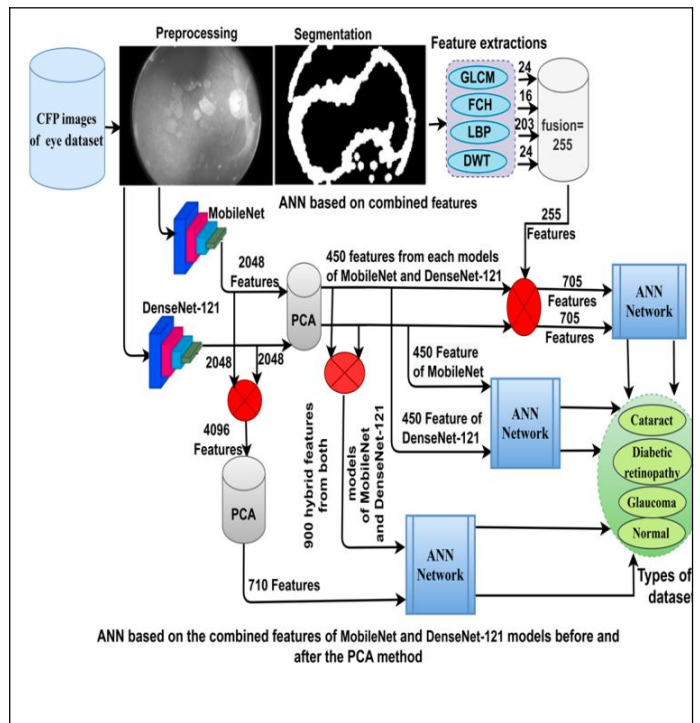 Preprocessing
Segmentation
Feature extractions
CFP images
of eye dataset
GLCM
FCH
LBP
DWT
24
16
203
24
fusion=
255
ANN based on combined features
MobileNet
2048
Features
DenseNet-121
2048
2048
4096
Features
PCA
710 Features
PCA
450 features from each models
of MobileNet and DenseNet-121
255
Features
705
Features
705
Features
ANN
Network
450 Feature
of MobileNet
450 Feature of
DenseNet-121
ANN
Network
900 hybrid features
from both
models
of MobileNet
and DenseNet-121
ANN
Network
Cataract
Diabetic
retinopathy
Glaucoma
Normal
Types of
dataset
ANN based on the combined features of MobileNet and DenseNet-121 models before and
after the PCA method